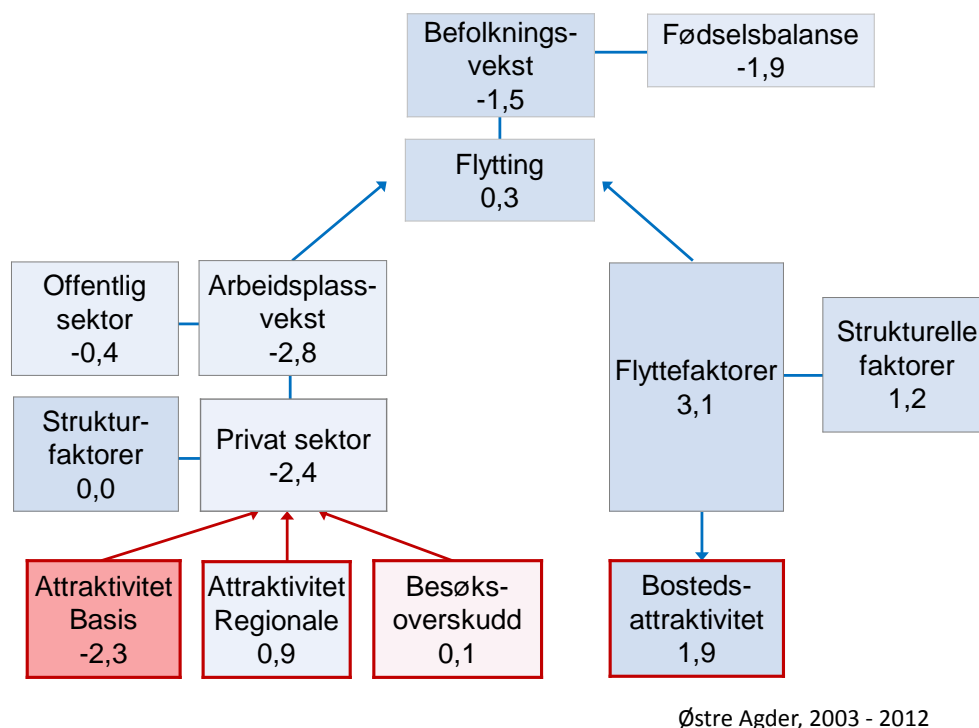 Befolknings-
vekst
-1,5
Fødselsbalanse
-1,9
Flytting
0,3
Offentlig
sektor
-0,4
Arbeidsplass-
vekst
-2,8
Flyttefaktorer
3,1
Strukturelle
faktorer
1,2
Struktur-
faktorer
0,0
Privat sektor
-2,4
Attraktivitet
Basis
-2,3
Attraktivitet
Regionale
0,9
Besøks-
overskudd
0,1
Bosteds-
attraktivitet
1,9
Østre Agder, 2003 - 2012